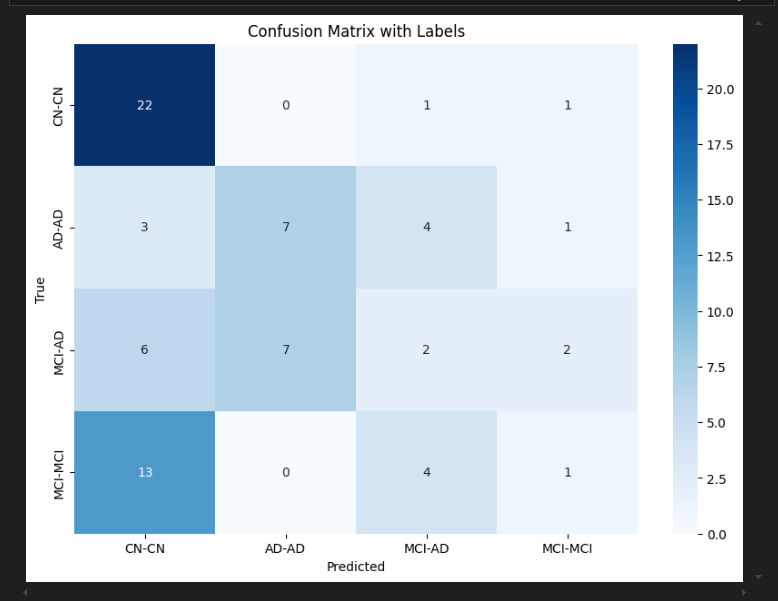 Confusion Matrix with Labels
CN-CN 22 0 1 1
AD-AD 3 7 4 1
MCI-AD 6 7 2 2
MCI-MCI 13 0 4 1
CN-CN AD-AD MCI-AD MCI-MCI
Predicted
True
20.0
17.5
15.0
12.5
10.0
7.5
5.0
2.5
0.0